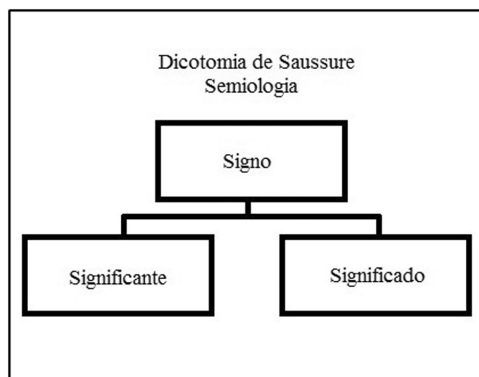 Dicotomia de Saussure
Semiologia
Signo
Significante
Significado